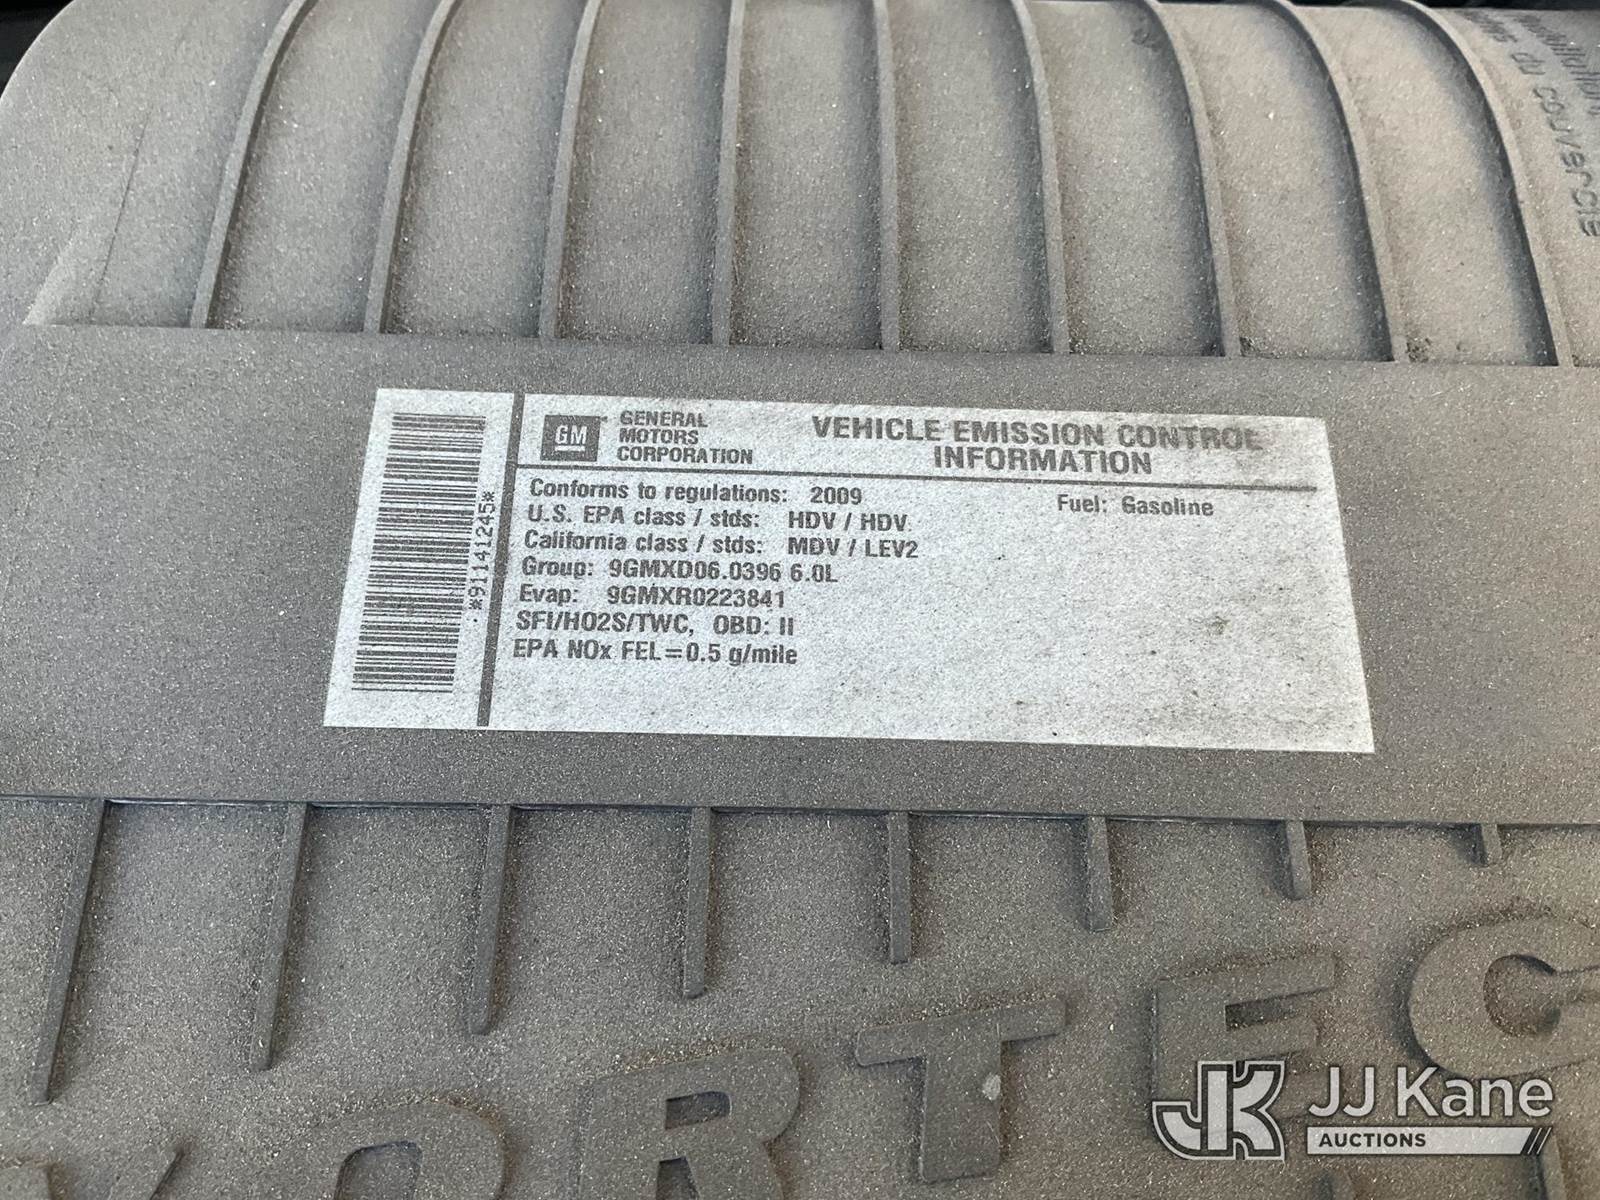 GM
GENERAL
MOTORS
CORPORATION
VEHICLE EMISSION CONTROL
INFORMATION
Conforms to regulations: 2009
Fuel: Gasoline
U.S. EPA class / stds: HDV / HDV
California class / stds: MDV / LEV2
Group: 9GMXD06.0396 6.0L
Evap: 9GMXR0223841
SFI/HO2S/TWC, OBD: II
EPA NOx FEL=0.5 g/mile
*91141245*
VORTEC
JK JJ Kane
AUCTIONS